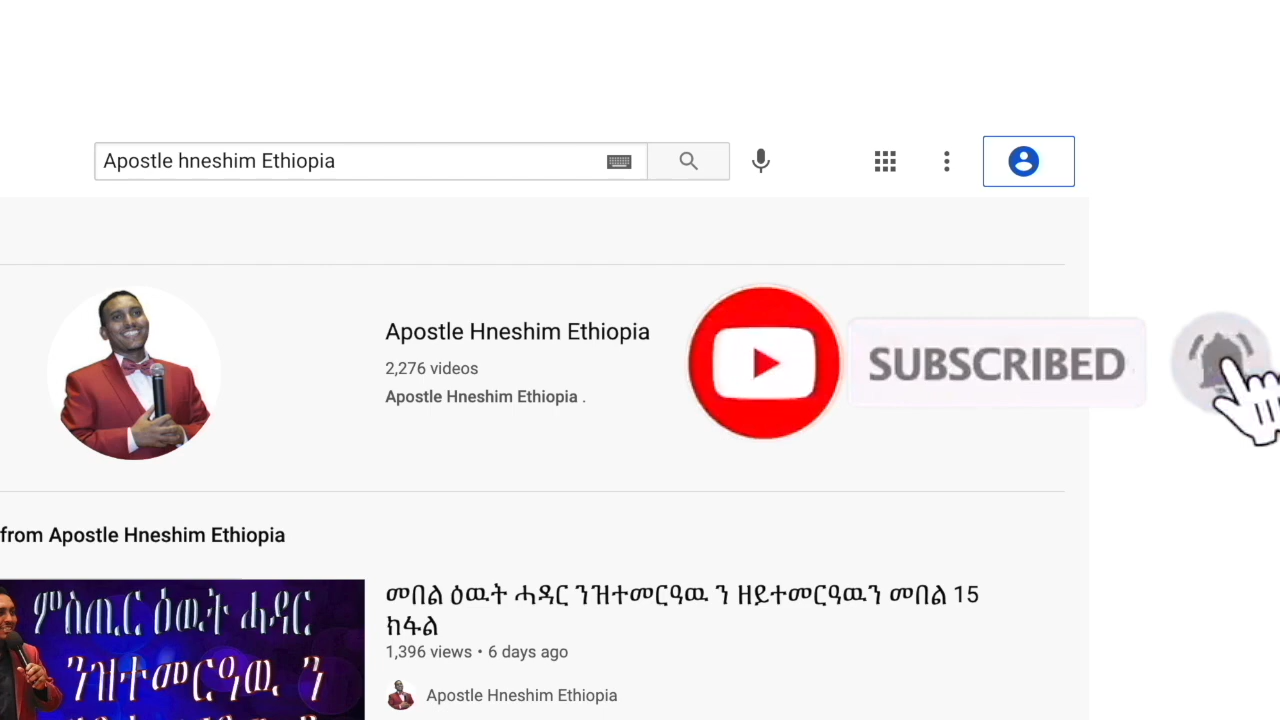 Apostle hneshim Ethiopia
Apostle Hneshim Ethiopia
2,276 videos
Apostle Hneshim Ethiopia .
SUBSCRIBED
from Apostle Hneshim Ethiopia
ምስጢር ዕዉት ሓዳር
ንዝተመርዓዉ ን
መበል ዕዉት ሓዳር ንዝተመርዓዉ ን ዘይተመርዓዉን መበል 15
ክፋል
1,396 views • 6 days ago
Apostle Hneshim Ethiopia